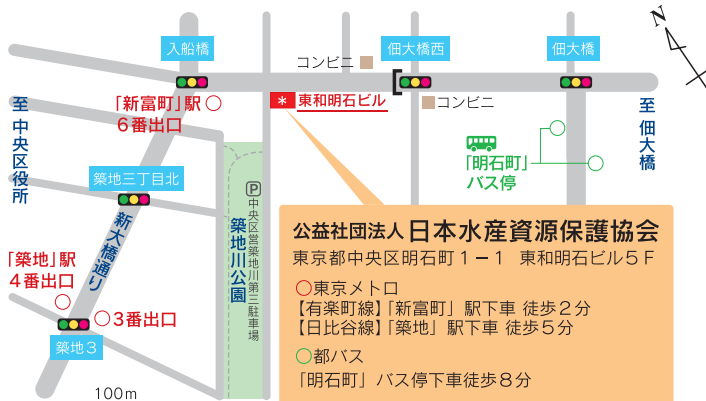 入船橋
佃大橋西
佃大橋
N
コンビニ
「新富町」駅
6番出口
＊
東和明石ビル
コンビニ
至 中央区役所
至 佃大橋
「明石町」
バス停
築地三丁目北
新大橋通り
P
中央区営築地川第三駐車場
築地川公園
「築地」駅
4番出口
3番出口
築地3
100m
公益社団法人 日本水産資源保護協会
東京都中央区明石町1－1 東和明石ビル5F
○東京メトロ
【有楽町線】「新富町」駅下車 徒歩2分
【日比谷線】「築地」駅下車 徒歩5分
○都バス
「明石町」バス停下車徒歩8分